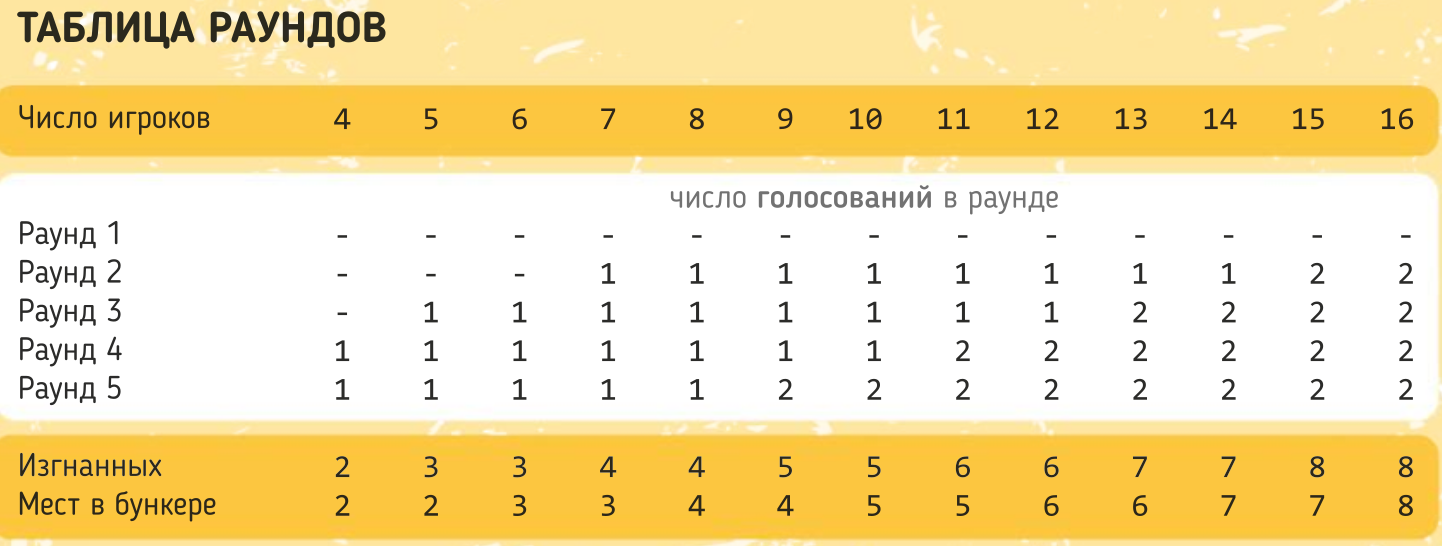 ТАБЛИЦА РАУНДОВ
Число игроков 4 5 6 7 8 9 10 11 12 13 14 15 16
число голосований в раунде
Раунд 1 - - - - - - - - - - - - -
Раунд 2 - - - 1 1 1 1 1 1 1 1 2 2
Раунд 3 - 1 1 1 1 1 1 1 1 2 2 2 2
Раунд 4 1 1 1 1 1 1 1 2 2 2 2 2 2
Раунд 5 1 1 1 1 1 2 2 2 2 2 2 2 2
Изгнанных 2 3 3 4 4 5 5 6 6 7 7 8 8
Мест в бункере 2 2 3 3 4 4 5 5 6 6 7 7 8